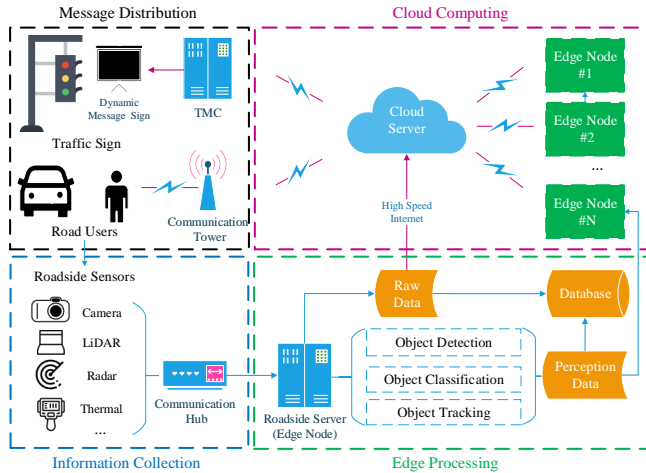 Message Distribution
Dynamic
Message Sign
TMC
Traffic Sign
Road Users
Communication
Tower
Cloud Computing
Cloud
Server
High Speed
Internet
Edge Node
#1
Edge Node
#2
...
Edge Node
#N
Roadside Sensors
Camera
LiDAR
Radar
Thermal
...
Communication
Hub
Information Collection
Raw
Data
Database
Object Detection
Object Classification
Object Tracking
Perception
Data
Roadside Server
(Edge Node)
Edge Processing